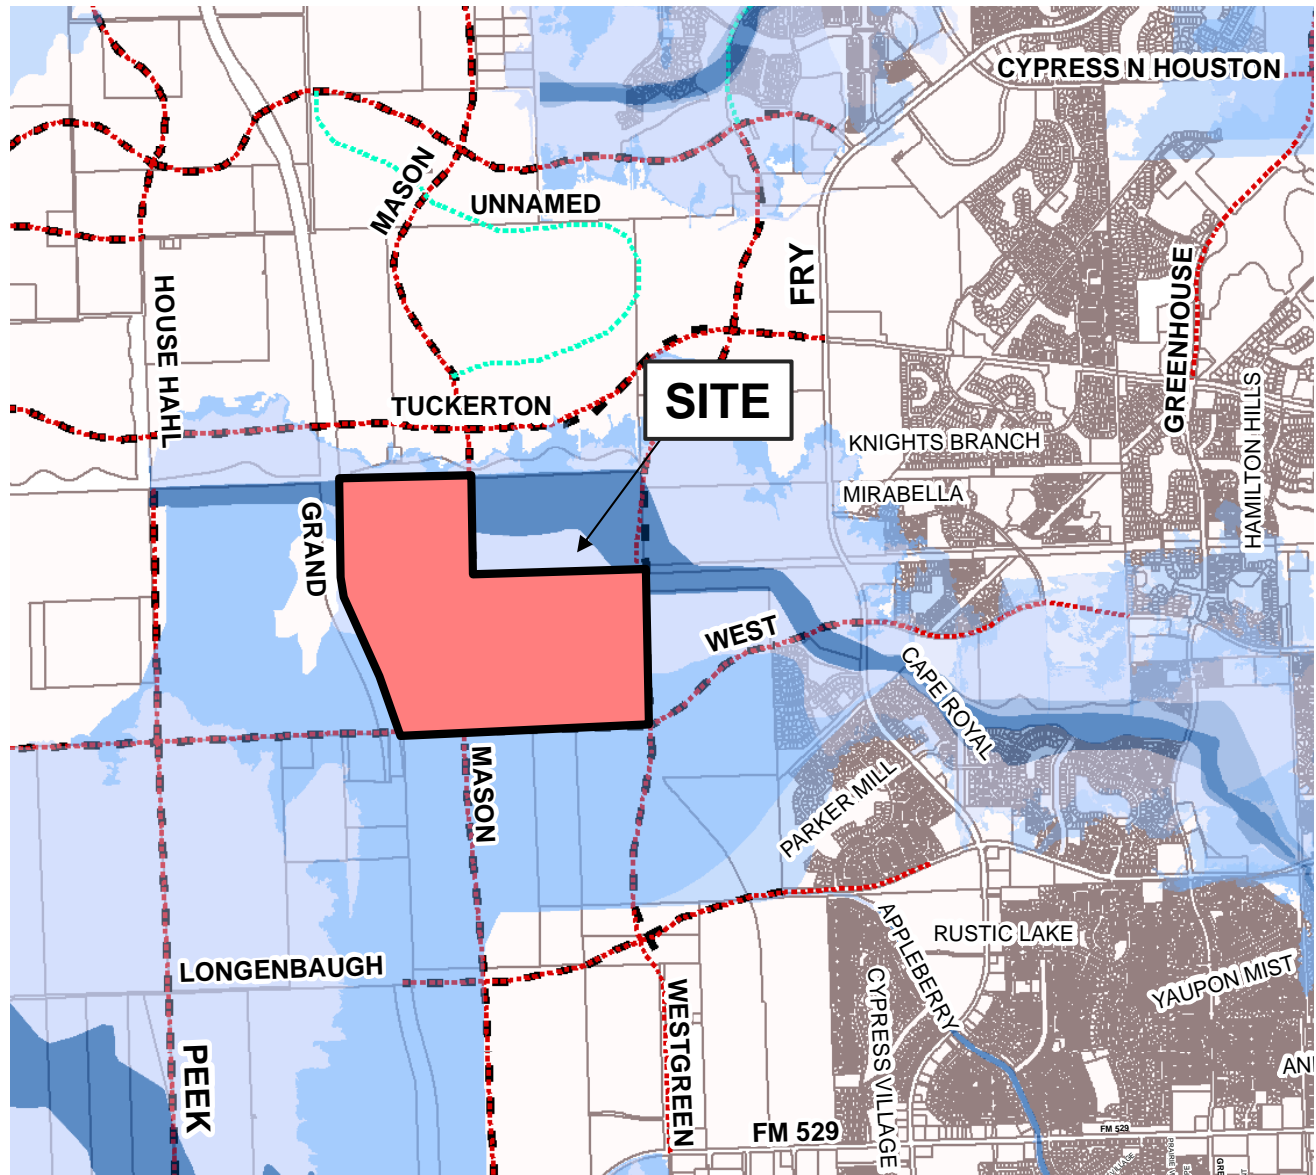 CYPRESS N HOUSTON
MASON
UNNAMED
FRY
GREENHOUSE
HOUSE HAHL
TUCKERTON
SITE
KNIGHTS BRANCH
HAMILTON HILLS
MIRABELLA
GRAND
WEST
CAPE ROYAL
MASON
PARKER MILL
APPLEBERRY
RUSTIC LAKE
LONGENBAUGH
CYPRESS VILLAGE
YAUPON MIST
WESTGREEN
PEEK
FM 529
FM 529